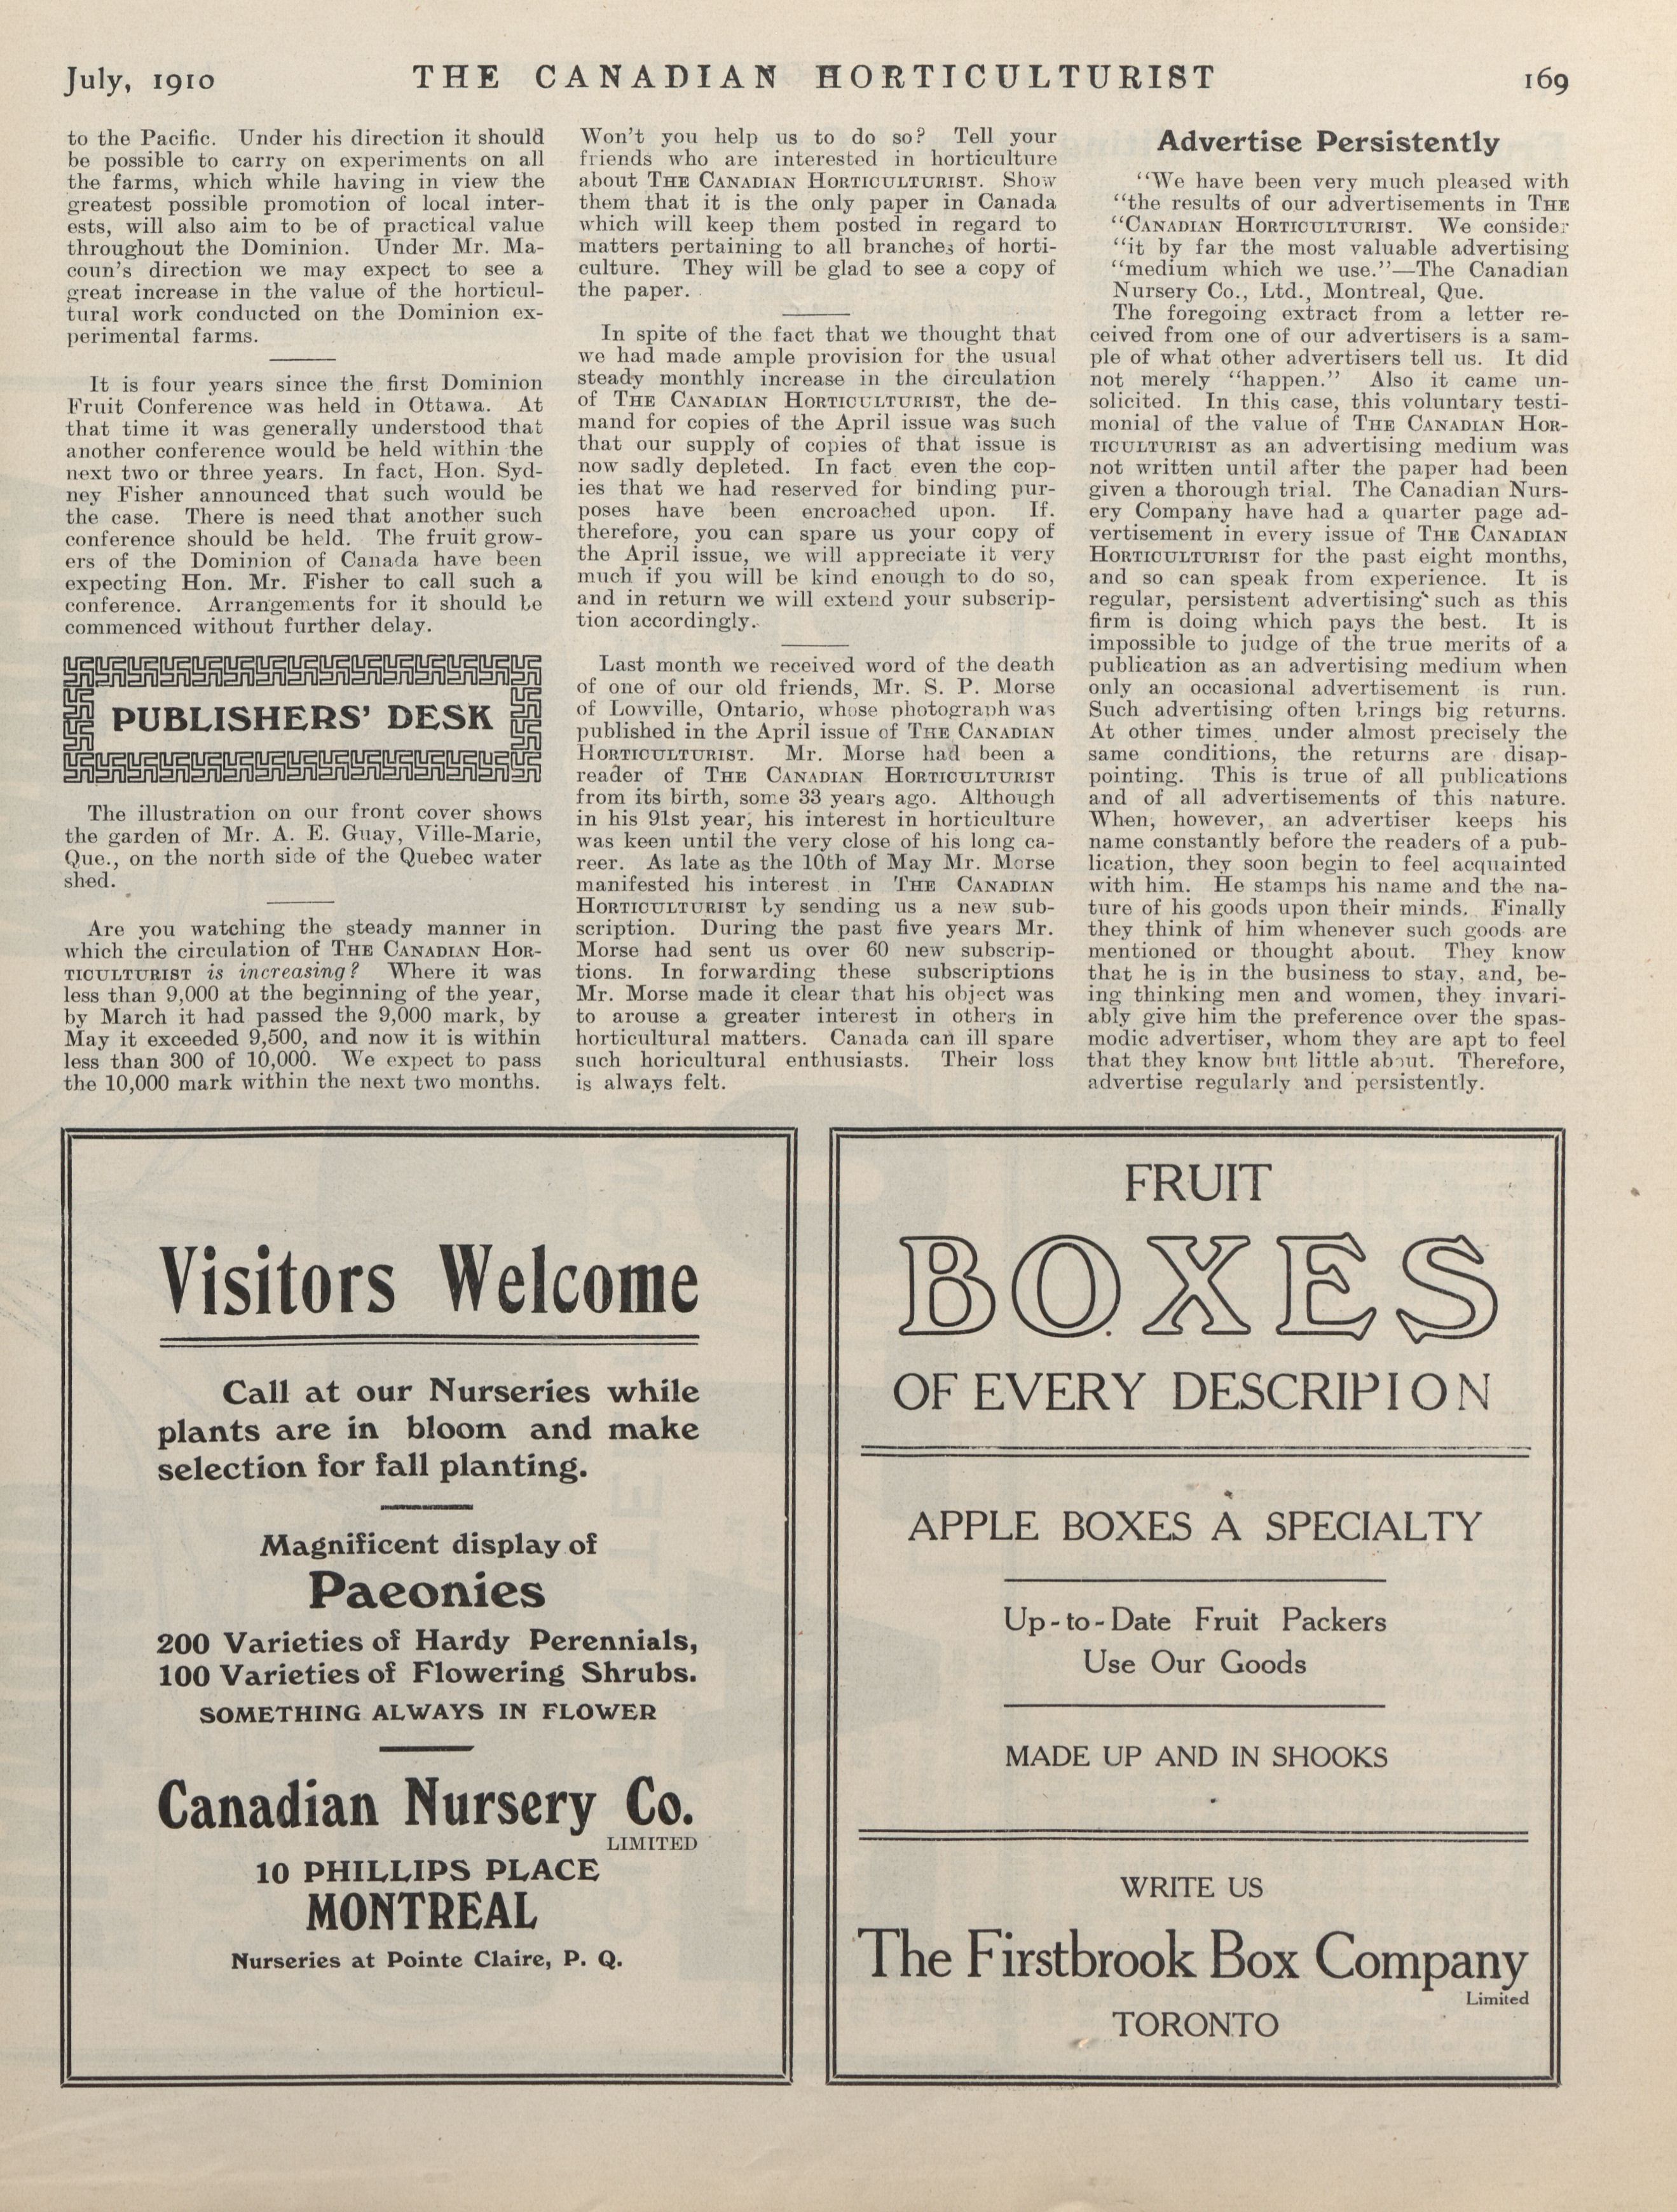 July, 1910
THE CANADIAN HORTICULTURIST
169
to the Pacific. Under his direction it should
be possible to carry on experiments on all
the farms, which while having in view the
greatest possible promotion of local inter-
ests, will also aim to be of practical value
throughout the Dominion. Under Mr. Ma-
coun's direction we may expect to see a
great increase in the value of the horticul-
tural work conducted on the Dominion ex-
perimental farms.
It is four years since the first Dominion
Fruit Conference was held in Ottawa. At
that time it was generally understood that
another conference would be held within the
next two or three years. In fact, Hon. Syd-
ney Fisher announced that such would be
the case. There is need that another such
conference should be held. The fruit grow-
ers of the Dominion of Canada have been
expecting Hon. Mr. Fisher to call such a
conference. Arrangements for it should be
commenced without further delay.
PUBLISHERS' DESK
The illustration on our front cover shows
the garden of Mr. A. E. Guay, Ville-Marie,
Que., on the north side of the Quebec water
shed.
Are you watching the steady manner in
which the circulation of THE CANADIAN HOR-
TICULTURIST is increasing? Where it was
less than 9,000 at the beginning of the year,
by March it had passed the 9,000 mark, by
May it exceeded 9,500, and now it is within
less than 300 of 10,000. We expect to pass
the 10,000 mark within the next two months.
Won't you help us to do so? Tell your
friends who are interested in horticulture
about THE CANADIAN HORTICULTURIST. Show
them that it is the only paper in Canada
which will keep them posted in regard to
matters pertaining to all branches of horti-
culture. They will be glad to see a copy of
the paper.
In spite of the fact that we thought that
we had made ample provision for the usual
steady monthly increase in the circulation
of THE CANADIAN HORTICULTURIST, the de-
mand for copies of the April issue was such
that our supply of copies of that issue is
now sadly depleted. In fact even the cop-
ies that we had reserved for binding pur-
poses have been encroached upon. If.
therefore, you can spare us your copy of
the April issue, we will appreciate it very
much if you will be kind enough to do so,
and in return we will extend your subscrip-
tion accordingly.
Last month we received word of the death
of one of our old friends, Mr. S. P. Morse
of Lowville, Ontario, whose photograph was
published in the April issue of THE CANADIAN
HORTICULTURIST. Mr. Morse had been a
reader of THE CANADIAN HORTICULTURIST
from its birth, some 33 years ago. Although
in his 91st year, his interest in horticulture
was keen until the very close of his long ca-
reer. As late as the 10th of May Mr. Morse
manifested his interest in THE CANADIAN
HORTICULTURIST by sending us a new sub-
scription. During the past five years Mr.
Morse had sent us over 60 new subscrip-
tions. In forwarding these subscriptions
Mr. Morse made it clear that his object was
to arouse a greater interest in others in
horticultural matters. Canada can ill spare
such horicultural enthusiasts. Their loss
is always felt.
Advertise Persistently
"We have been very much pleased with
"the results of our advertisements in THE
"CANADIAN HORTICULTURIST. We consider
"it by far the most valuable advertising
"medium which we use."—The Canadian
Nursery Co., Ltd., Montreal, Que.
The foregoing extract from a letter re-
ceived from one of our advertisers is a sam-
ple of what other advertisers tell us. It did
not merely "happen." Also it came un-
solicited. In this case, this voluntary testi-
monial of the value of THE CANADIAN HOR-
TICULTURIST as an advertising medium was
not written until after the paper had been
given a thorough trial. The Canadian Nurs-
ery Company have had a quarter page ad-
vertisement in every issue of THE CANADIAN
HORTICULTURIST for the past eight months,
and so can speak from experience. It is
regular, persistent advertising such as this
firm is doing which pays the best. It is
impossible to judge of the true merits of a
publication as an advertising medium when
only an occasional advertisement is run.
Such advertising often brings big returns.
At other times under almost precisely the
same conditions, the returns are disap-
pointing. This is true of all publications
and of all advertisements of this nature.
When, however, an advertiser keeps his
name constantly before the readers of a pub-
lication, they soon begin to feel acquainted
with him. He stamps his name and the na-
ture of his goods upon their minds. Finally
they think of him whenever such goods are
mentioned or thought about. They know
that he is in the business to stay, and, be-
ing thinking men and women, they invari-
ably give him the preference over the spas-
modic advertiser, whom they are apt to feel
that they know but little about. Therefore,
advertise regularly and persistently.
Visitors Welcome
Call at our Nurseries while
plants are in bloom and make
selection for fall planting.
Magnificent display of
Paeonies
200 Varieties of Hardy Perennials,
100 Varieties of Flowering Shrubs.
SOMETHING ALWAYS IN FLOWER
Canadian Nursery Co.
LIMITED
10 PHILLIPS PLACE
MONTREAL
Nurseries at Pointe Claire, P. Q.
FRUIT
BOXES
OF EVERY DESCRIPION
APPLE BOXES A SPECIALTY
Up-to-Date Fruit Packers
Use Our Goods
MADE UP AND IN SHOOKS
WRITE US
The Firstbrook Box Company
Limited
TORONTO